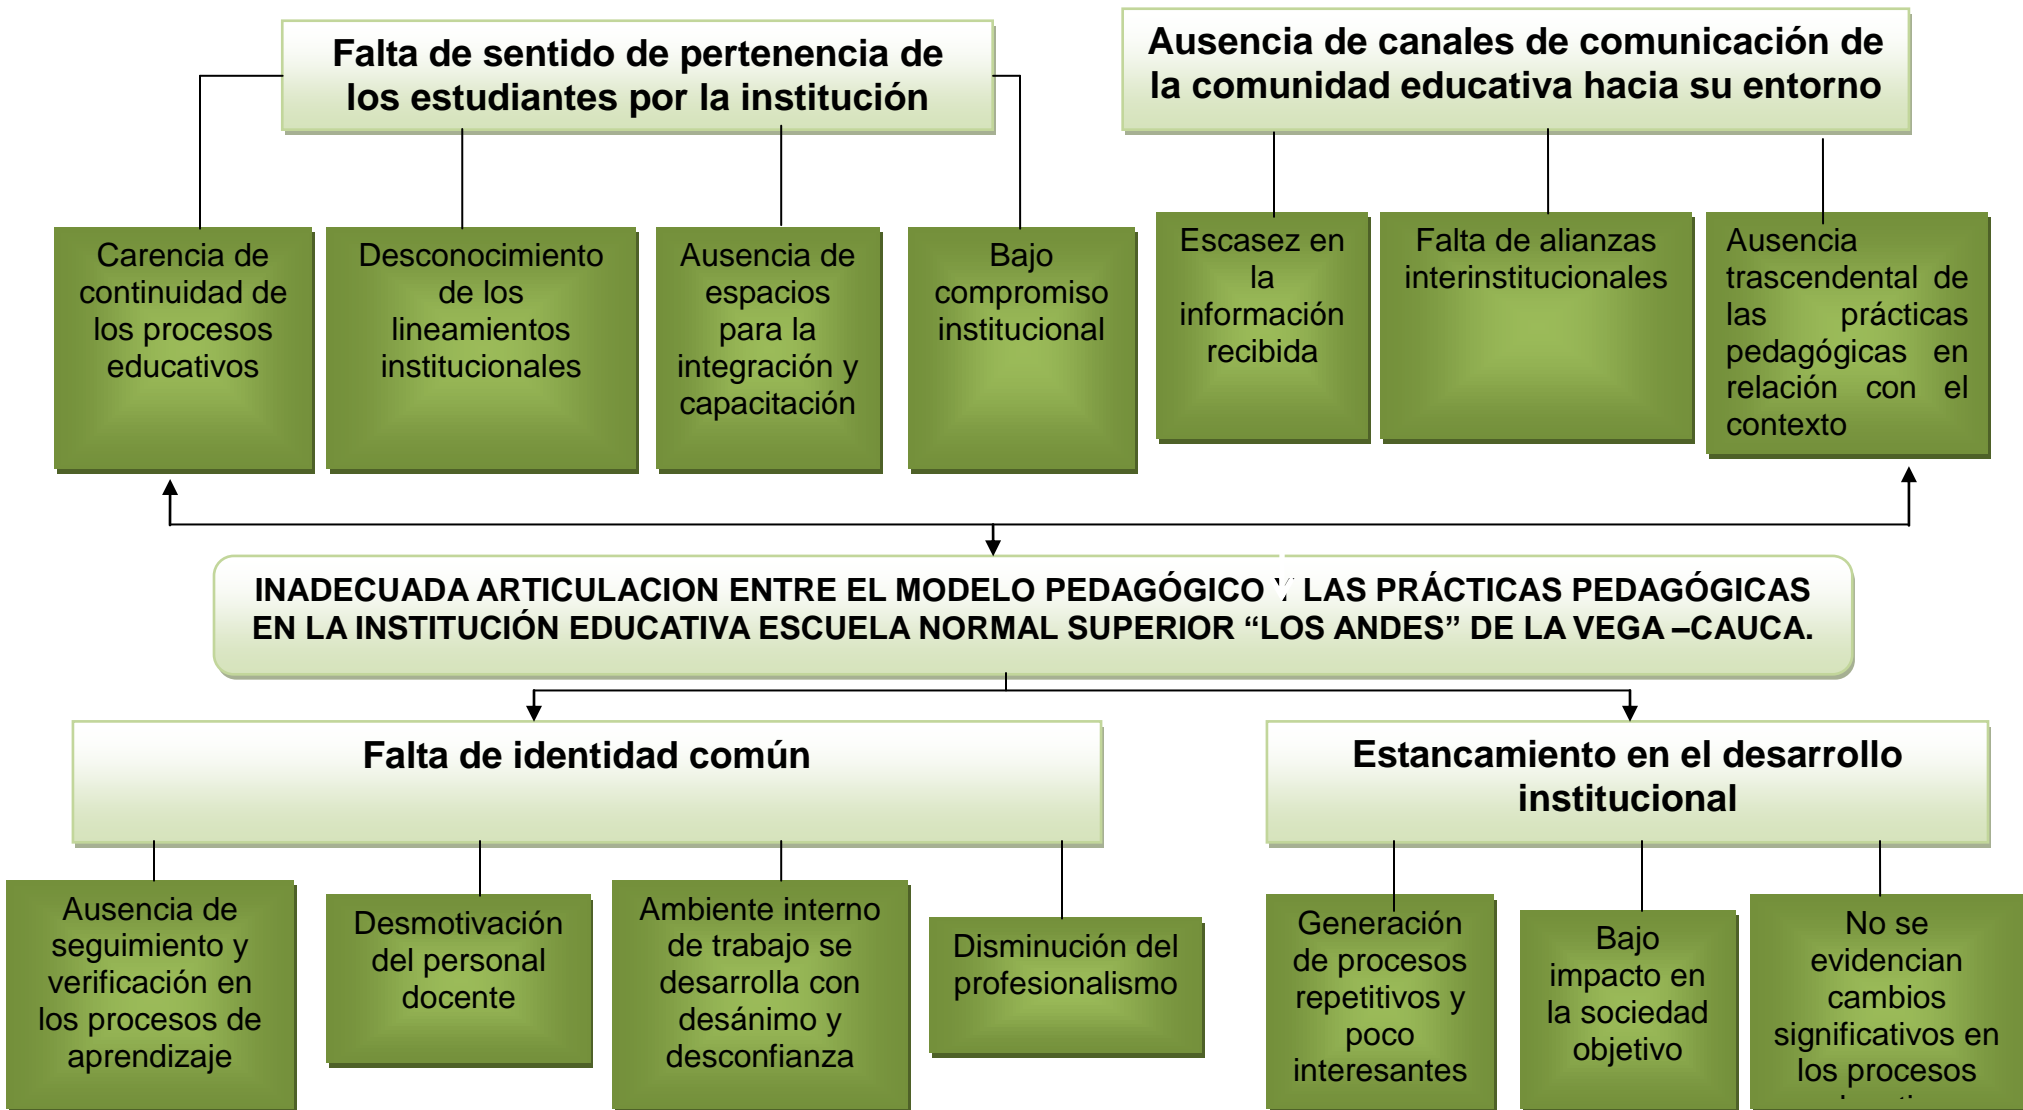 Falta de sentido de pertenencia de
los estudiantes por la institución
Ausencia de canales de comunicación de
la comunidad educativa hacia su entorno
Carencia de
continuidad de
los procesos
educativos
Desconocimiento
de los
lineamientos
institucionales
Ausencia de
espacios
para la
integración y
capacitación
Bajo
compromiso
institucional
Escasez en
la
información
recibida
Falta de alianzas
interinstitucionales
Ausencia
trascendental de
las prácticas
pedagógicas en
relación con el
contexto
INADECUADA ARTICULACION ENTRE EL MODELO PEDAGÓGICO Y LAS PRÁCTICAS PEDAGÓGICAS
EN LA INSTITUCIÓN EDUCATIVA ESCUELA NORMAL SUPERIOR “LOS ANDES” DE LA VEGA –CAUCA.
Falta de identidad común
Estancamiento en el desarrollo
institucional
Ausencia de
seguimiento y
verificación en
los procesos de
aprendizaje
Desmotivación
del personal
docente
Ambiente interno
de trabajo se
desarrolla con
desánimo y
desconfianza
Disminución del
profesionalismo
Generación
de procesos
repetitivos y
poco
interesantes
Bajo
impacto en
la sociedad
objetivo
No se
evidencian
cambios
significativos en
los procesos